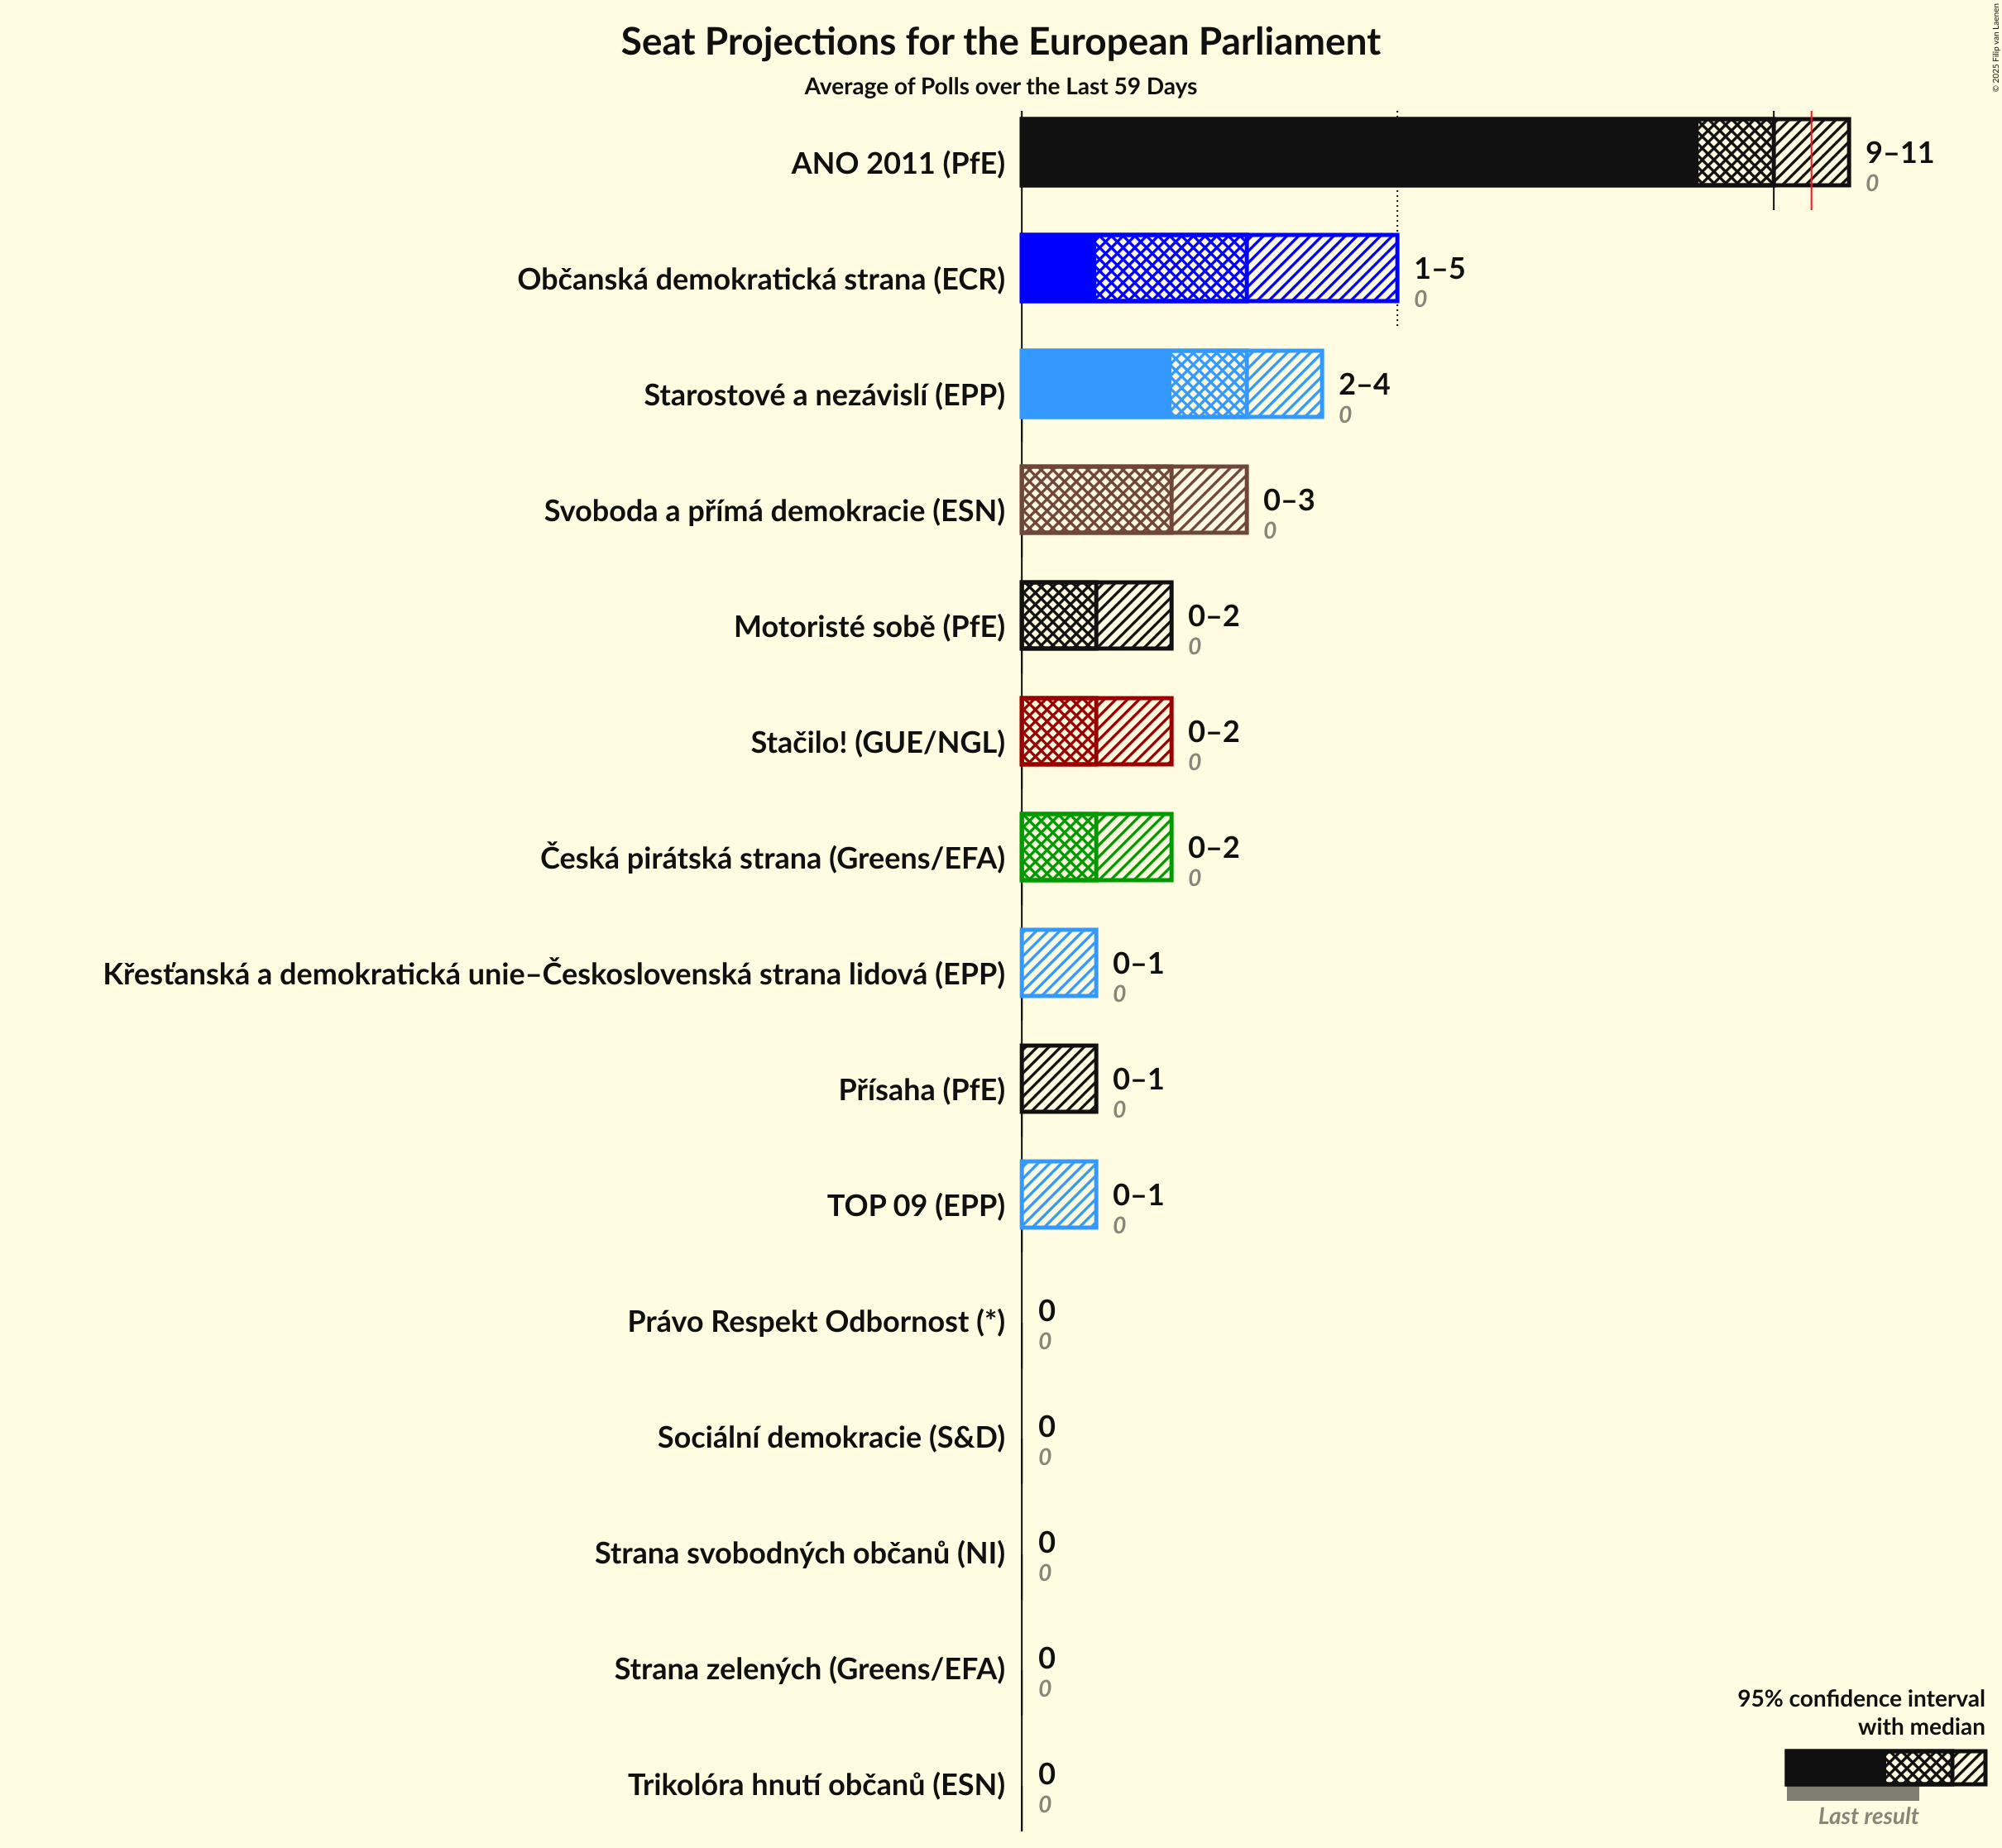 Seat Projections for the European Parliament
Average of Polls over the Last 59 Days
© 2025 Filip van Laenen
ANO 2011 (PfE)
9–11
0
Občanská demokratická strana (ECR)
1–5
0
Starostové a nezávislí (EPP)
2–4
0
Svoboda a přímá demokracie (ESN)
0–3
0
Motoristé sobě (PfE)
0–2
0
Stačilo! (GUE/NGL)
0–2
0
Česká pirátská strana (Greens/EFA)
0–2
0
Křesťanská a demokratická unie–Československá strana lidová (EPP)
0–1
0
Přísaha (PfE)
0–1
0
TOP 09 (EPP)
0–1
0
Právo Respekt Odbornost (*)
0
0
Sociální demokracie (S&D)
0
0
Strana svobodných občanů (NI)
0
0
Strana zelených (Greens/EFA)
0
0
Trikolóra hnutí občanů (ESN)
0
0
95% confidence interval
with median
Last result